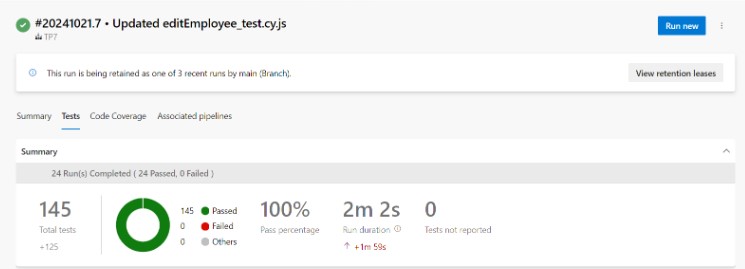 #20241021.7 • Updated editEmployee_test.cy.js
Run new
TP7
This run is being retained as one of 3 recent runs by main (Branch).
View retention leases
Summary Tests Code Coverage Associated pipelines
Summary
24 Run(s) Completed ( 24 Passed, 0 Failed )
145
Total tests
+125
145 Passed
0 Failed
0 Others
100%
Pass percentage
2m 2s
Run duration
+1m 59s
0
Tests not reported